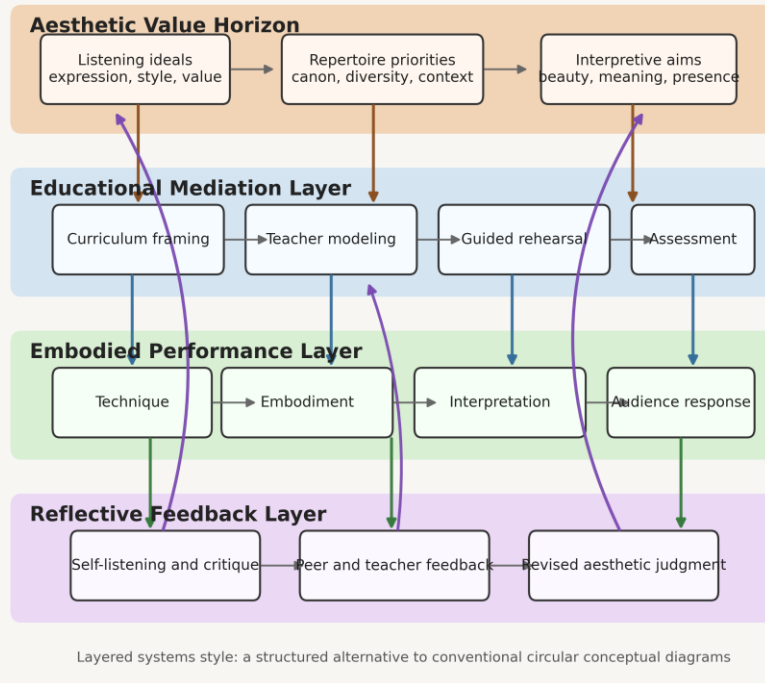 Aesthetic Value Horizon
Listening ideals
expression, style, value
Repertoire priorities
canon, diversity, context
Interpretive aims
beauty, meaning, presence
Educational Mediation Layer
Curriculum framing
Teacher modeling
Guided rehearsal
Assessment
Embodied Performance Layer
Technique
Embodiment
Interpretation
Audience response
Reflective Feedback Layer
Self-listening and critique
Peer and teacher feedback
Revised aesthetic judgment
Layered systems style: a structured alternative to conventional circular conceptual diagrams